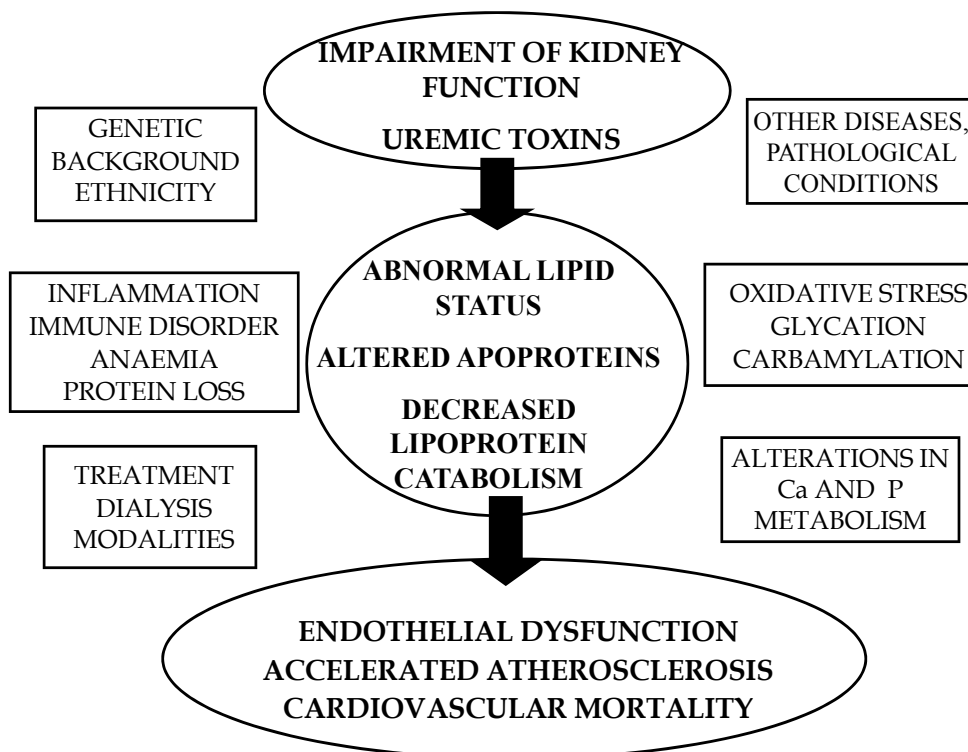 IMPAIRMENT OF KIDNEY
FUNCTION
UREMIC TOXINS
GENETIC
BACKGROUND
ETHNICITY
OTHER DISEASES,
PATHOLOGICAL
CONDITIONS
INFLAMMATION
IMMUNE DISORDER
ANAEMIA
PROTEIN LOSS
ABNORMAL LIPID
STATUS
ALTERED APOPROTEINS
DECREASED
LIPOPROTEIN
CATABOLISM
OXIDATIVE STRESS
GLYCATION
CARBAMYLATION
TREATMENT
DIALYSIS
MODALITIES
ALTERATIONS IN
Ca AND P
METABOLISM
ENDOTHELIAL DYSFUNCTION
ACCELERATED ATHEROSCLEROSIS
CARDIOVASCULAR MORTALITY